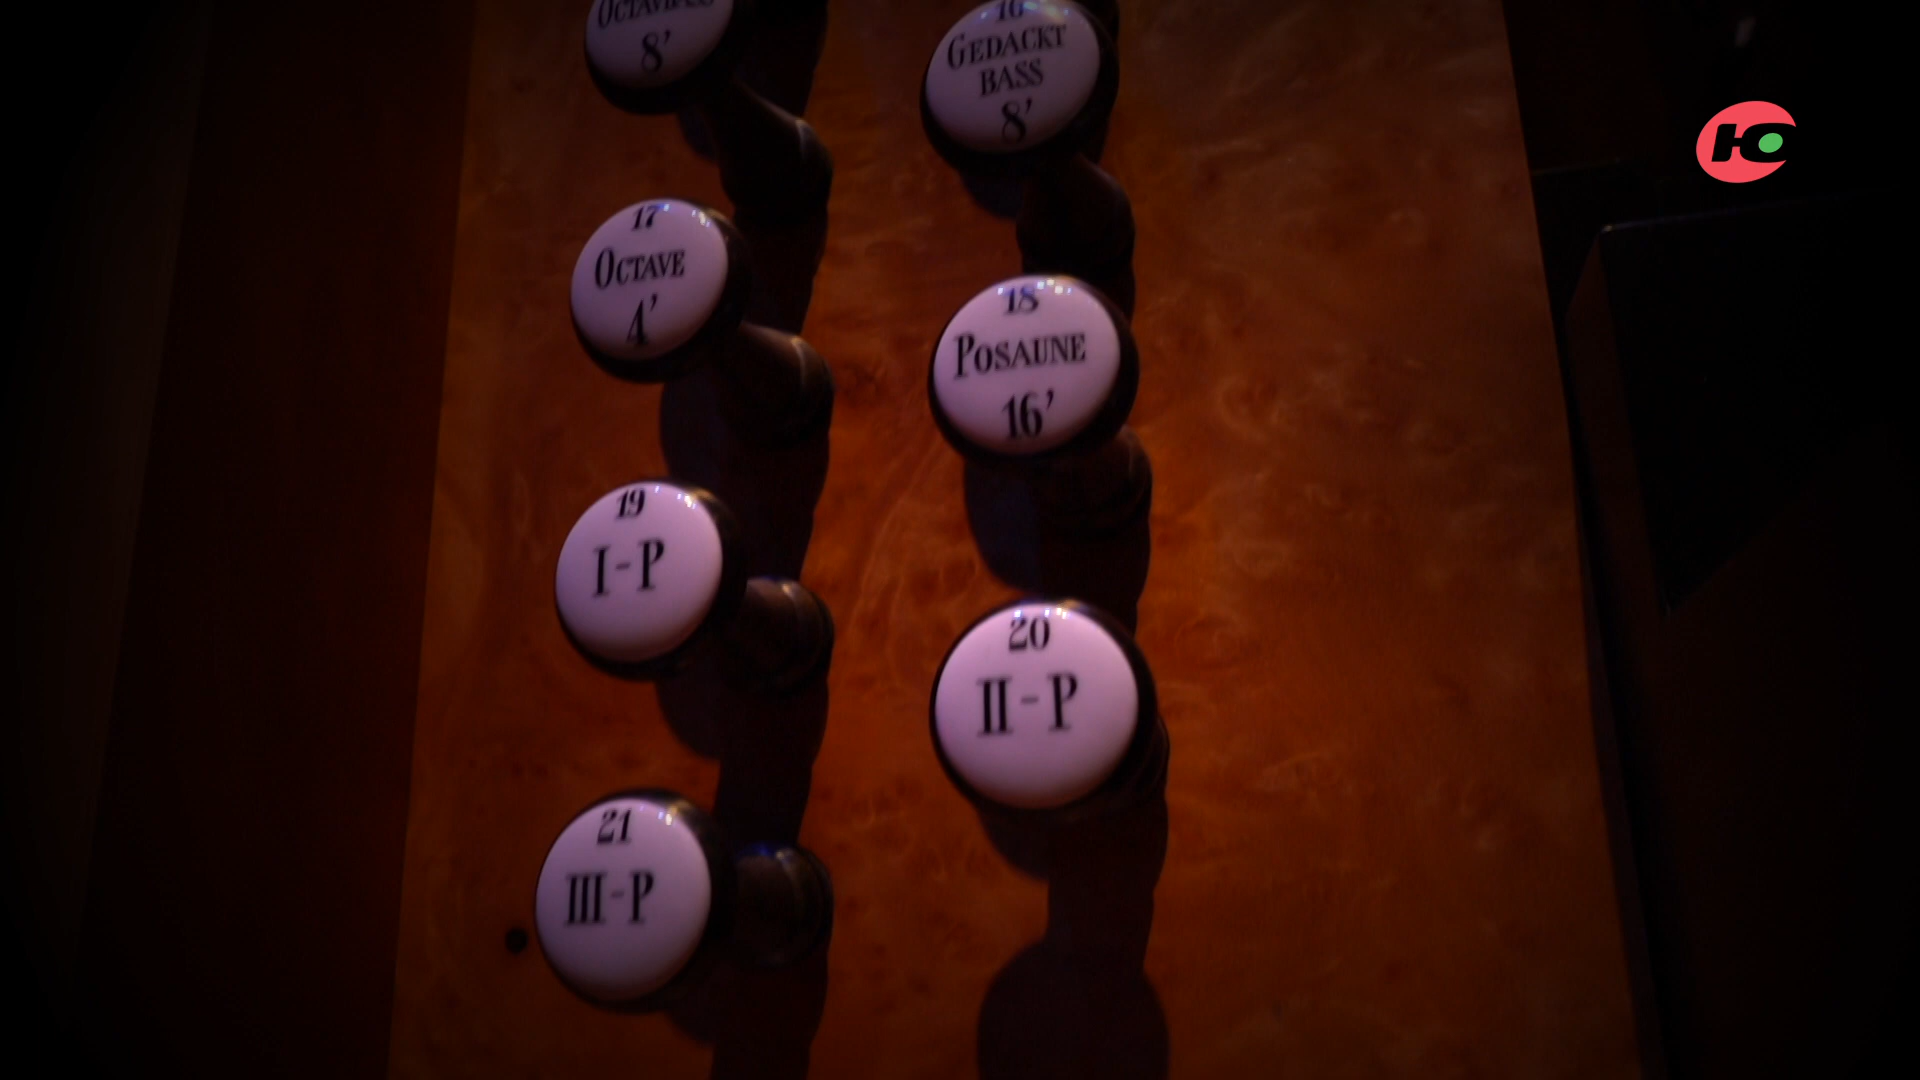 8'
16
GEDACKT
BASS
8'
17
OCTAVE
4'
18
POSAUNE
16'
19
I-P
20
II-P
21
III-P